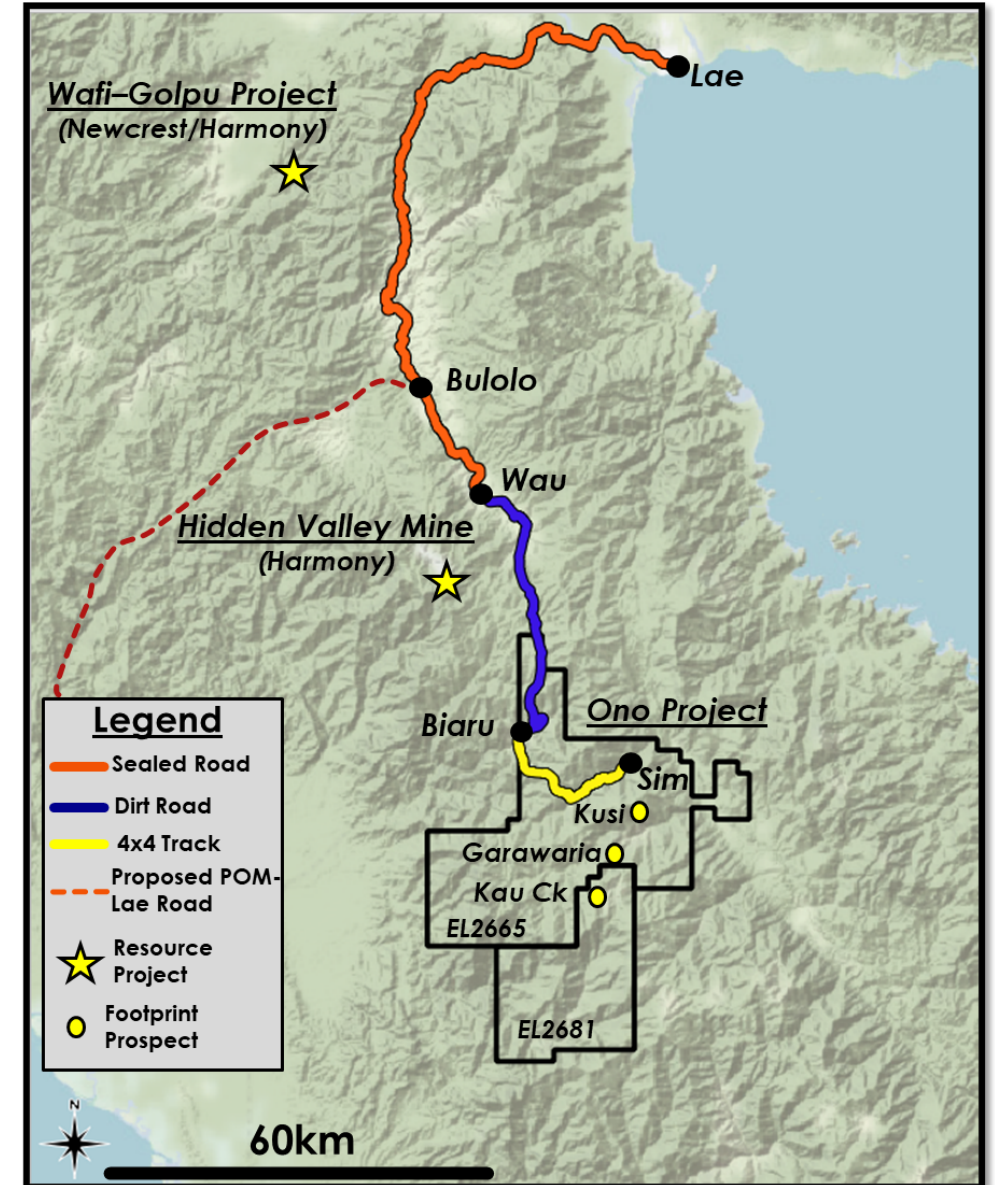 Lae
Wafi–Golpu Project
(Newcrest/Harmony)
Bulolo
Wau
Hidden Valley Mine
(Harmony)
Ono Project
Biaru
Sim
Kusi
Garawaria
Kau Ck
EL2665
EL2681
Legend
Sealed Road
Dirt Road
4x4 Track
Proposed POM-
Lae Road
Resource
Project
Footprint
Prospect
N
60km